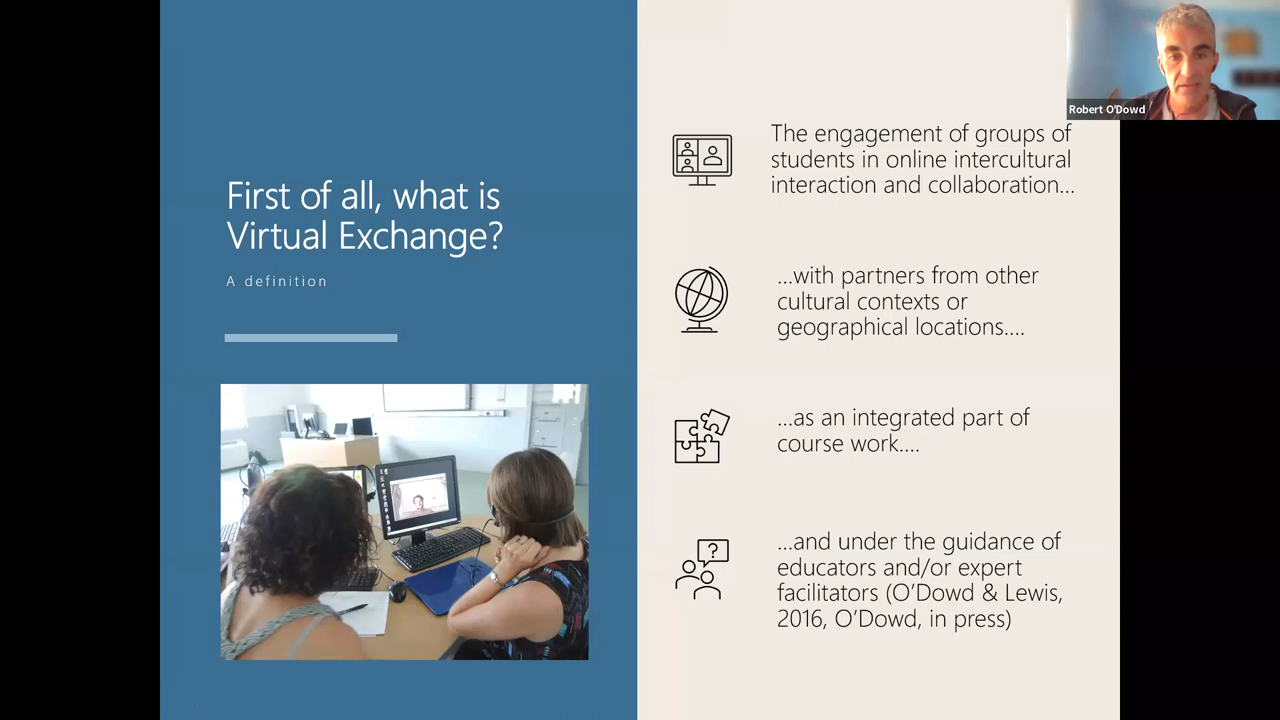 First of all, what is
Virtual Exchange?
A definition
Robert O'Dowd
The engagement of groups of
students in online intercultural
interaction and collaboration...
...with partners from other
cultural contexts or
geographical locations....
...as an integrated part of
course work....
?
...and under the guidance of
educators and/or expert
facilitators (O'Dowd & Lewis,
2016, O'Dowd, in press)